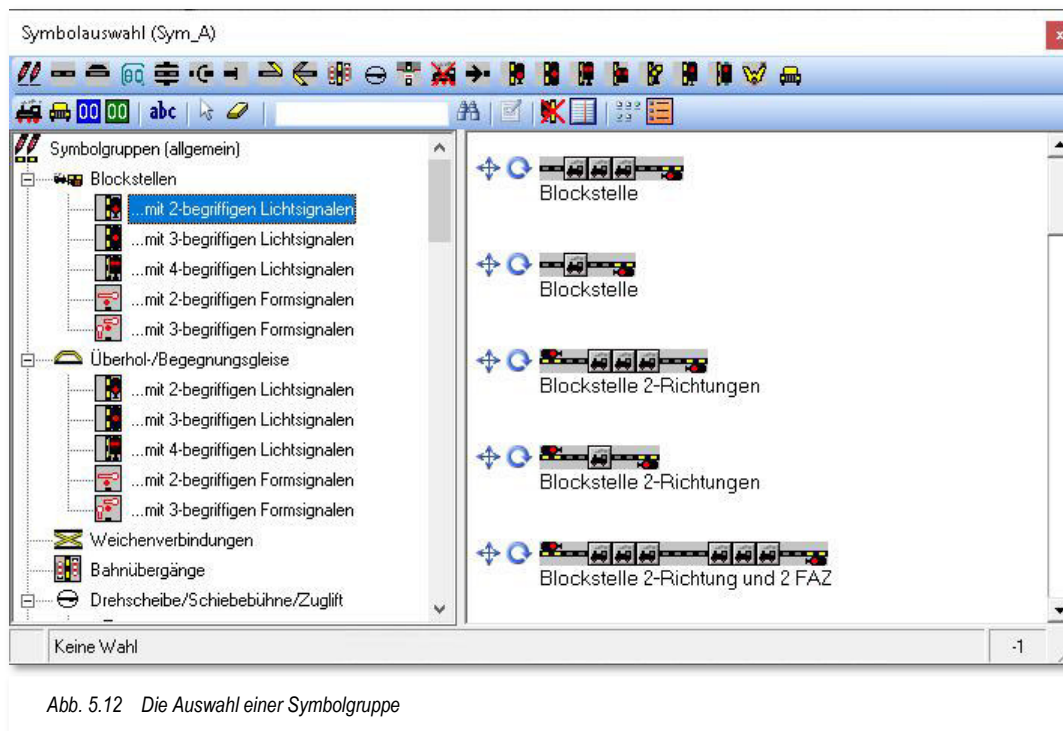 Symbolauswahl (Sym_A)
x
00 00 abc
Symbolgruppen (allgemein)
Blockstellen
...mit 2-begriffigen Lichtsignalen
...mit 3-begriffigen Lichtsignalen
...mit 4-begriffigen Lichtsignalen
...mit 2-begriffigen Formsignalen
...mit 3-begriffigen Formsignalen
Überhol-/Begegnungsgleise
...mit 2-begriffigen Lichtsignalen
...mit 3-begriffigen Lichtsignalen
...mit 4-begriffigen Lichtsignalen
...mit 2-begriffigen Formsignalen
...mit 3-begriffigen Formsignalen
Weichenverbindungen
Bahnübergänge
Drehscheibe/Schiebebühne/Zuglift
Blockstelle
Blockstelle
Blockstelle 2-Richtungen
Blockstelle 2-Richtungen
Blockstelle 2-Richtung und 2 FAZ
Keine Wahl
-1
Abb. 5.12 Die Auswahl einer Symbolgruppe